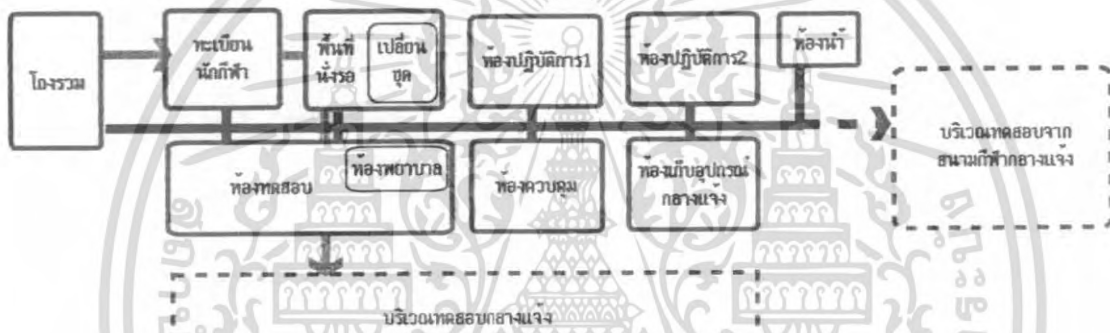 โถงรวม
ทะเบียน
นักกีฬา
พื้นที่
นั่งรอ
เปลี่ยน
ชุด
ห้องปฏิบัติการ1
ห้องปฏิบัติการ2
ห้องน้ำ
บริเวณทดสอบจาก
สนามกีฬากลางแจ้ง
ห้องทดสอบ
ห้องพยาบาล
ห้องควบคุม
ห้องเก็บอุปกรณ์
กลางแจ้ง
บริเวณทดสอบกลางแจ้ง